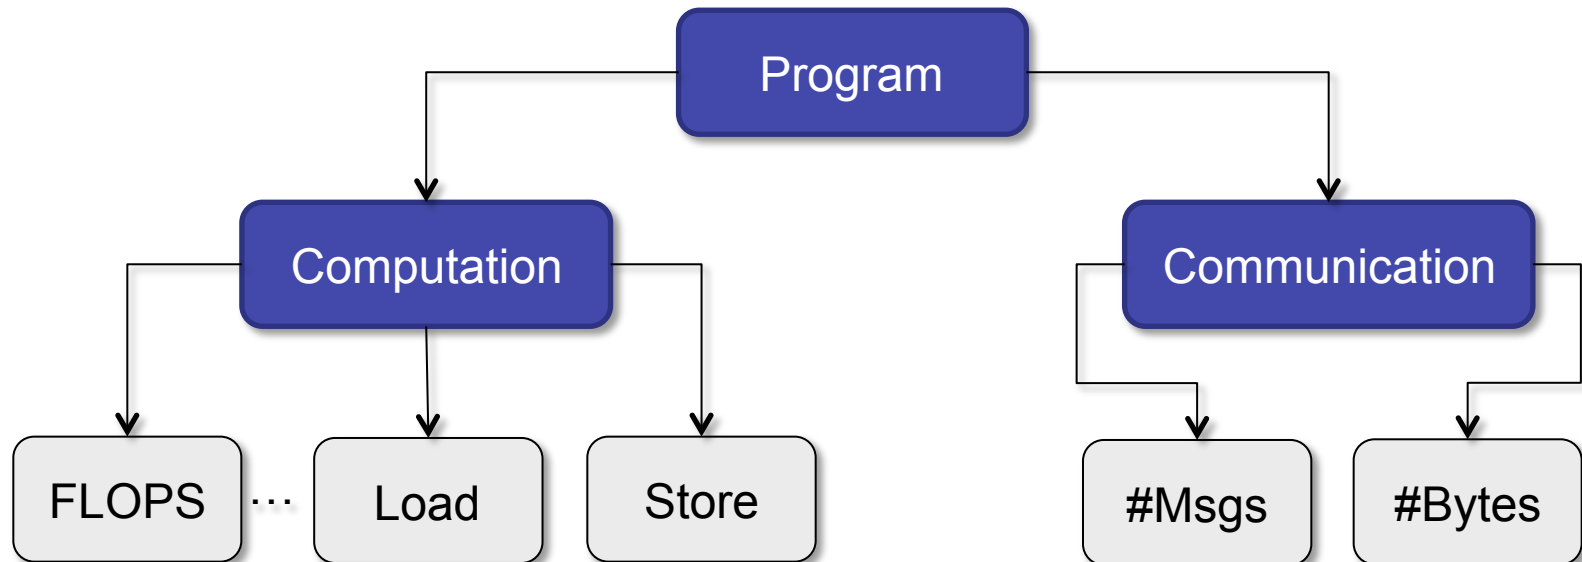 Program
Computation
Communication
FLOPS
...
Load
Store
#Msgs
#Bytes